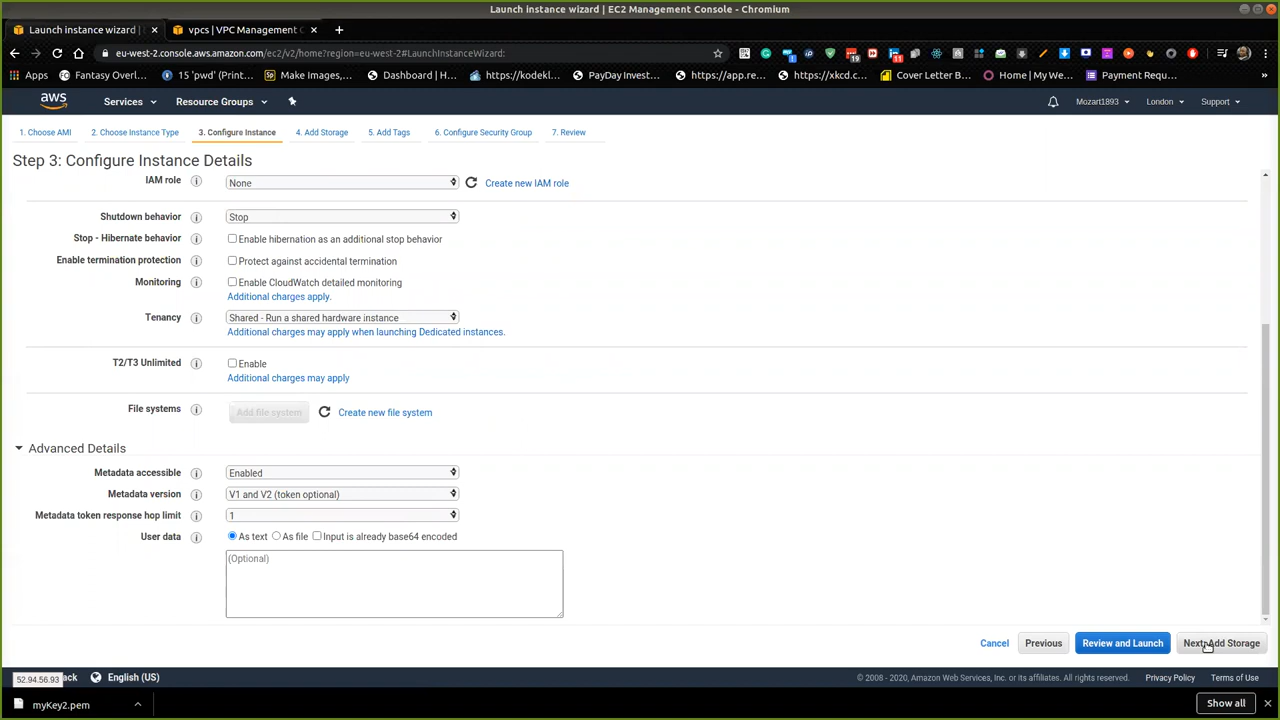 Launch instance wizard | EC2 Management Console - Chromium
Launch instance wizard |
vpcs | VPC Management C
eu-west-2.console.aws.amazon.com/ec2/v2/home?region=eu-west-2#LaunchInstanceWizard:
Apps
Fantasy Overl...
15 'pwd' (Print...
Make Images,...
Dashboard | H...
https://kodekl...
PayDay Invest...
https://app.re...
https://xkcd.c...
Cover Letter B...
Home | My We...
Payment Requ...
»
aws
Services
Resource Groups
Mozart1893
London
Support
1. Choose AMI
2. Choose Instance Type
3. Configure Instance
4. Add Storage
5. Add Tags
6. Configure Security Group
7. Review
Step 3: Configure Instance Details
IAM role
None
Create new IAM role
Shutdown behavior
Stop
Stop - Hibernate behavior
Enable hibernation as an additional stop behavior
Enable termination protection
Protect against accidental termination
Monitoring
Enable CloudWatch detailed monitoring
Additional charges apply.
Tenancy
Shared - Run a shared hardware instance
Additional charges may apply when launching Dedicated instances.
T2/T3 Unlimited
Enable
Additional charges may apply
File systems
Add file system
Create new file system
Advanced Details
Metadata accessible
Enabled
Metadata version
V1 and V2 (token optional)
Metadata token response hop limit
1
User data
As text
As file
Input is already base64 encoded
(Optional)
Cancel
Previous
Review and Launch
Next: Add Storage
52.94.56.93
ack
English (US)
© 2008 - 2020, Amazon Web Services, Inc. or its affiliates. All rights reserved.
Privacy Policy
Terms of Use
myKey2.pem
Show all